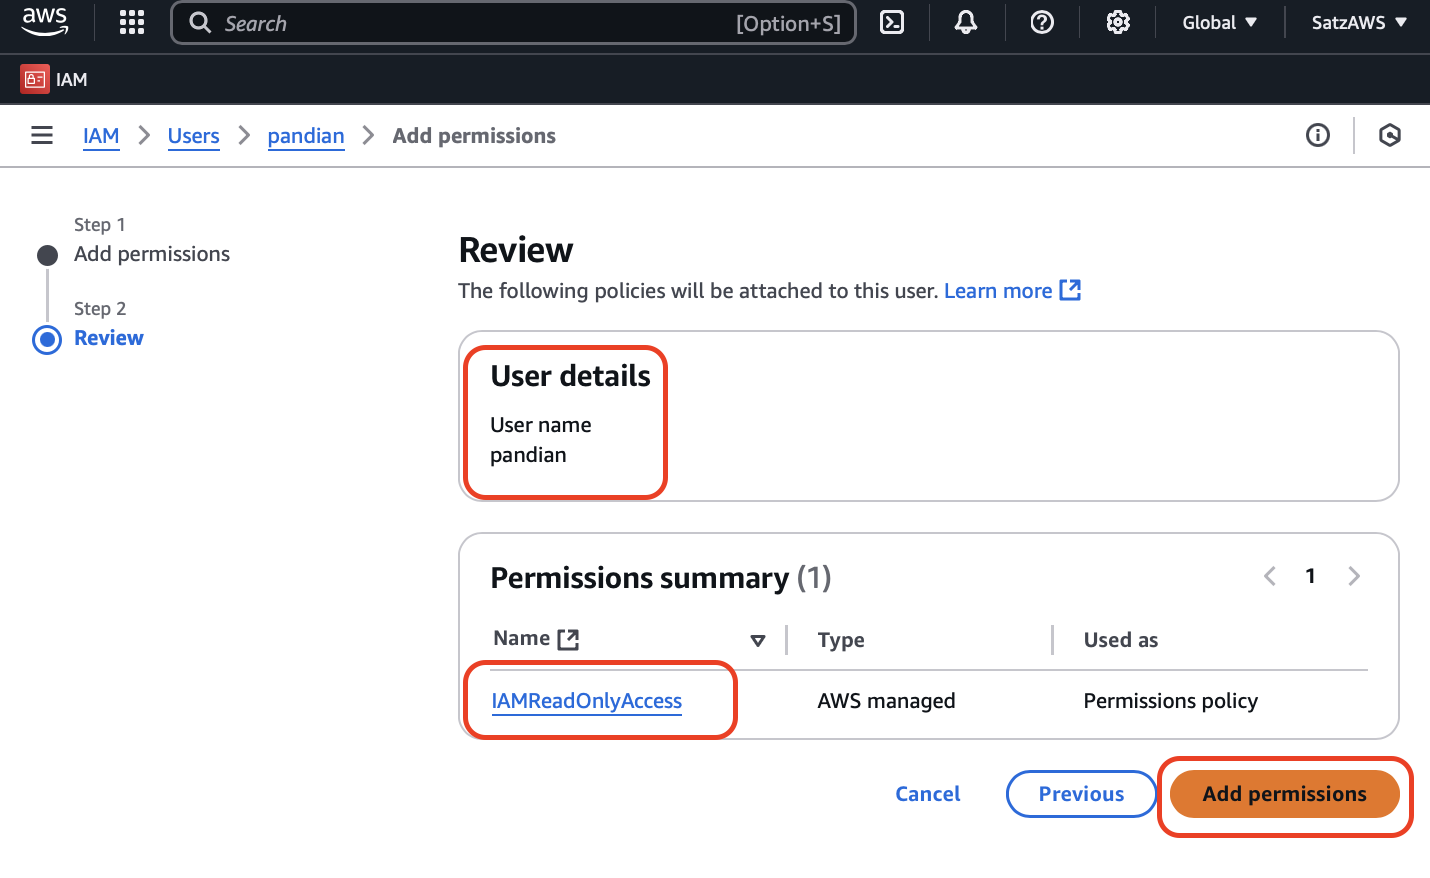 aws Search [Option+S] Global SatzAWS
IAM
IAM Users pandian Add permissions
Step 1
Add permissions
Step 2
Review
Review
The following policies will be attached to this user. Learn more
User details
User name
pandian
Permissions summary (1) 1
Name Type Used as
IAMReadOnlyAccess AWS managed Permissions policy
Cancel Previous Add permissions